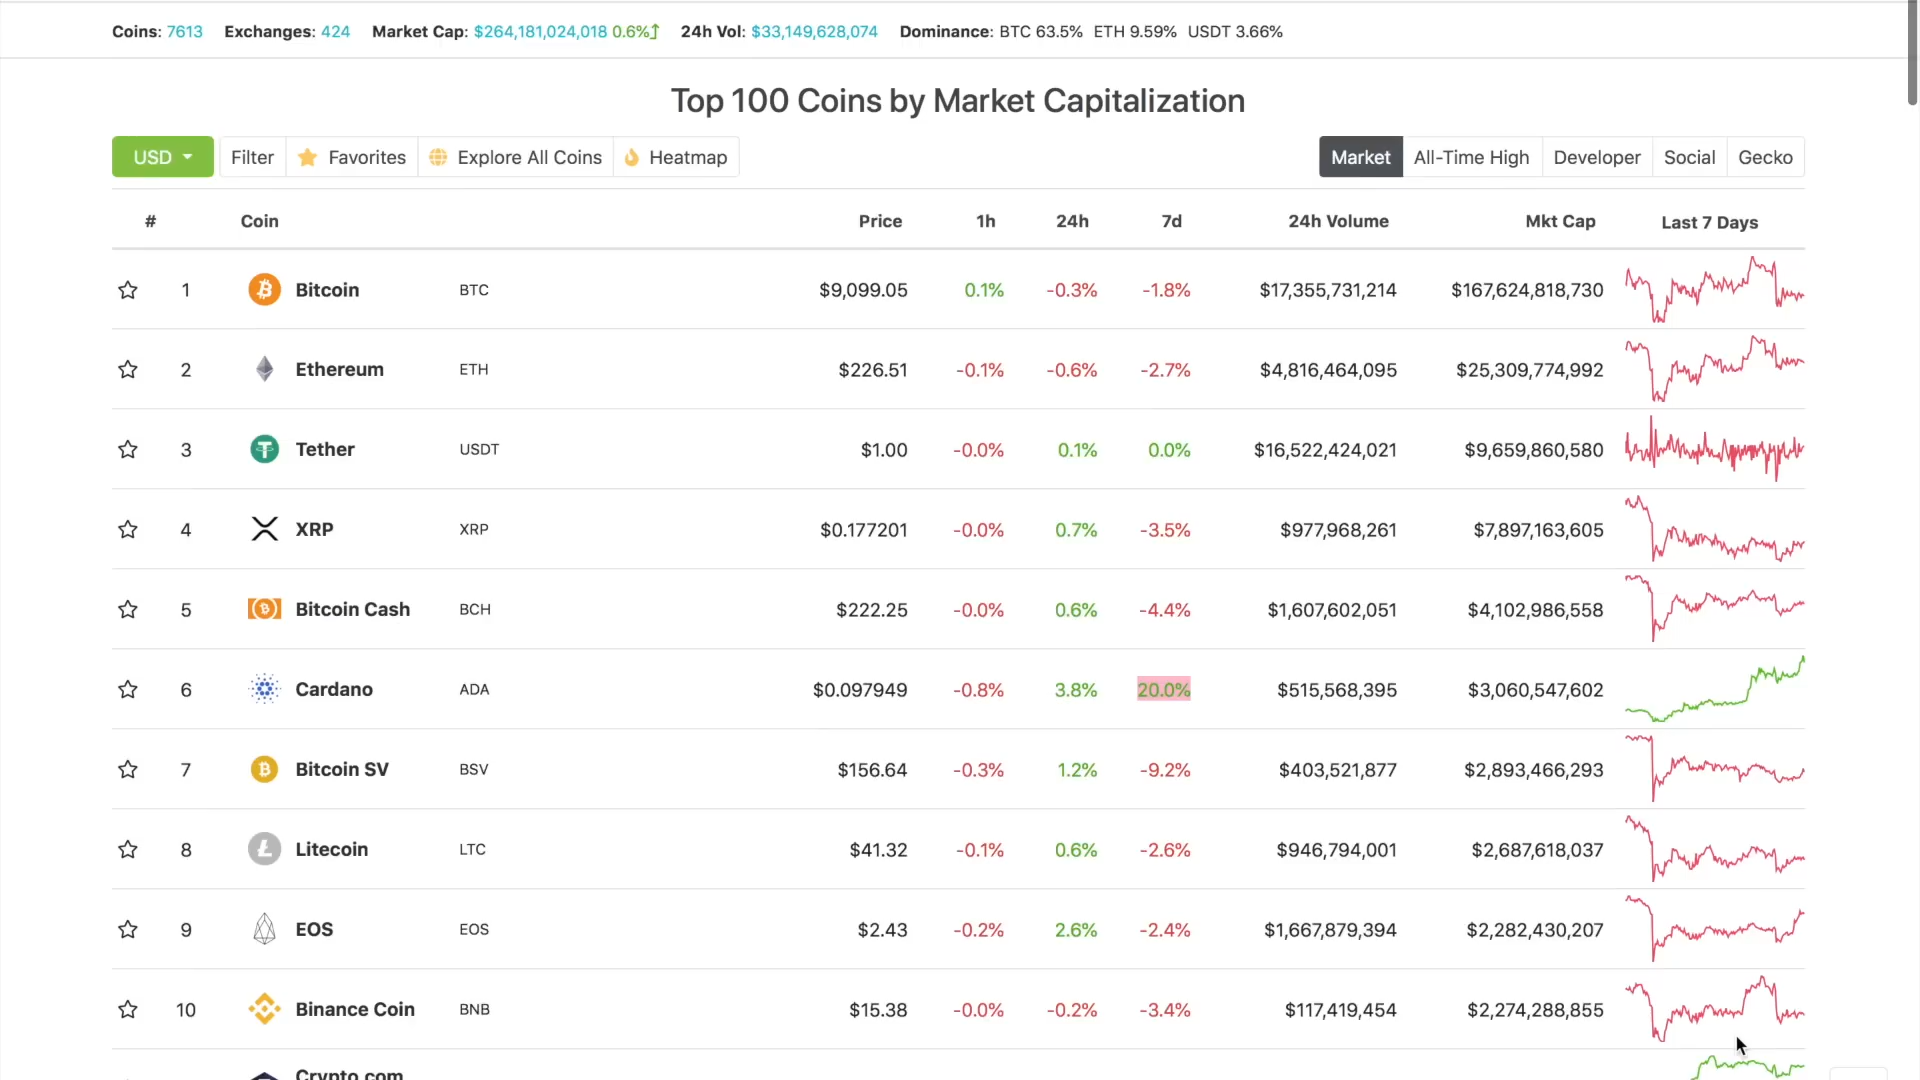 Coins: 7613 Exchanges: 424 Market Cap: $264,181,024,018 0.6% 24h Vol: $33,149,628,074 Dominance: BTC 63.5% ETH 9.59% USDT 3.66%
Top 100 Coins by Market Capitalization
USD Filter Favorites Explore All Coins Heatmap Market All-Time High Developer Social Gecko
# Coin Price 1h 24h 7d 24h Volume Mkt Cap Last 7 Days
1 Bitcoin BTC $9,099.05 0.1% -0.3% -1.8% $17,355,731,214 $167,624,818,730
2 Ethereum ETH $226.51 -0.1% -0.6% -2.7% $4,816,464,095 $25,309,774,992
3 Tether USDT $1.00 -0.0% 0.1% 0.0% $16,522,424,021 $9,659,860,580
4 XRP XRP $0.177201 -0.0% 0.7% -3.5% $977,968,261 $7,897,163,605
5 Bitcoin Cash BCH $222.25 -0.0% 0.6% -4.4% $1,607,602,051 $4,102,986,558
6 Cardano ADA $0.097949 -0.8% 3.8% 20.0% $515,568,395 $3,060,547,602
7 Bitcoin SV BSV $156.64 -0.3% 1.2% -9.2% $403,521,877 $2,893,466,293
8 Litecoin LTC $41.32 -0.1% 0.6% -2.6% $946,794,001 $2,687,618,037
9 EOS EOS $2.43 -0.2% 2.6% -2.4% $1,667,879,394 $2,282,430,207
10 Binance Coin BNB $15.38 -0.0% -0.2% -3.4% $117,419,454 $2,274,288,855
Crypto.com